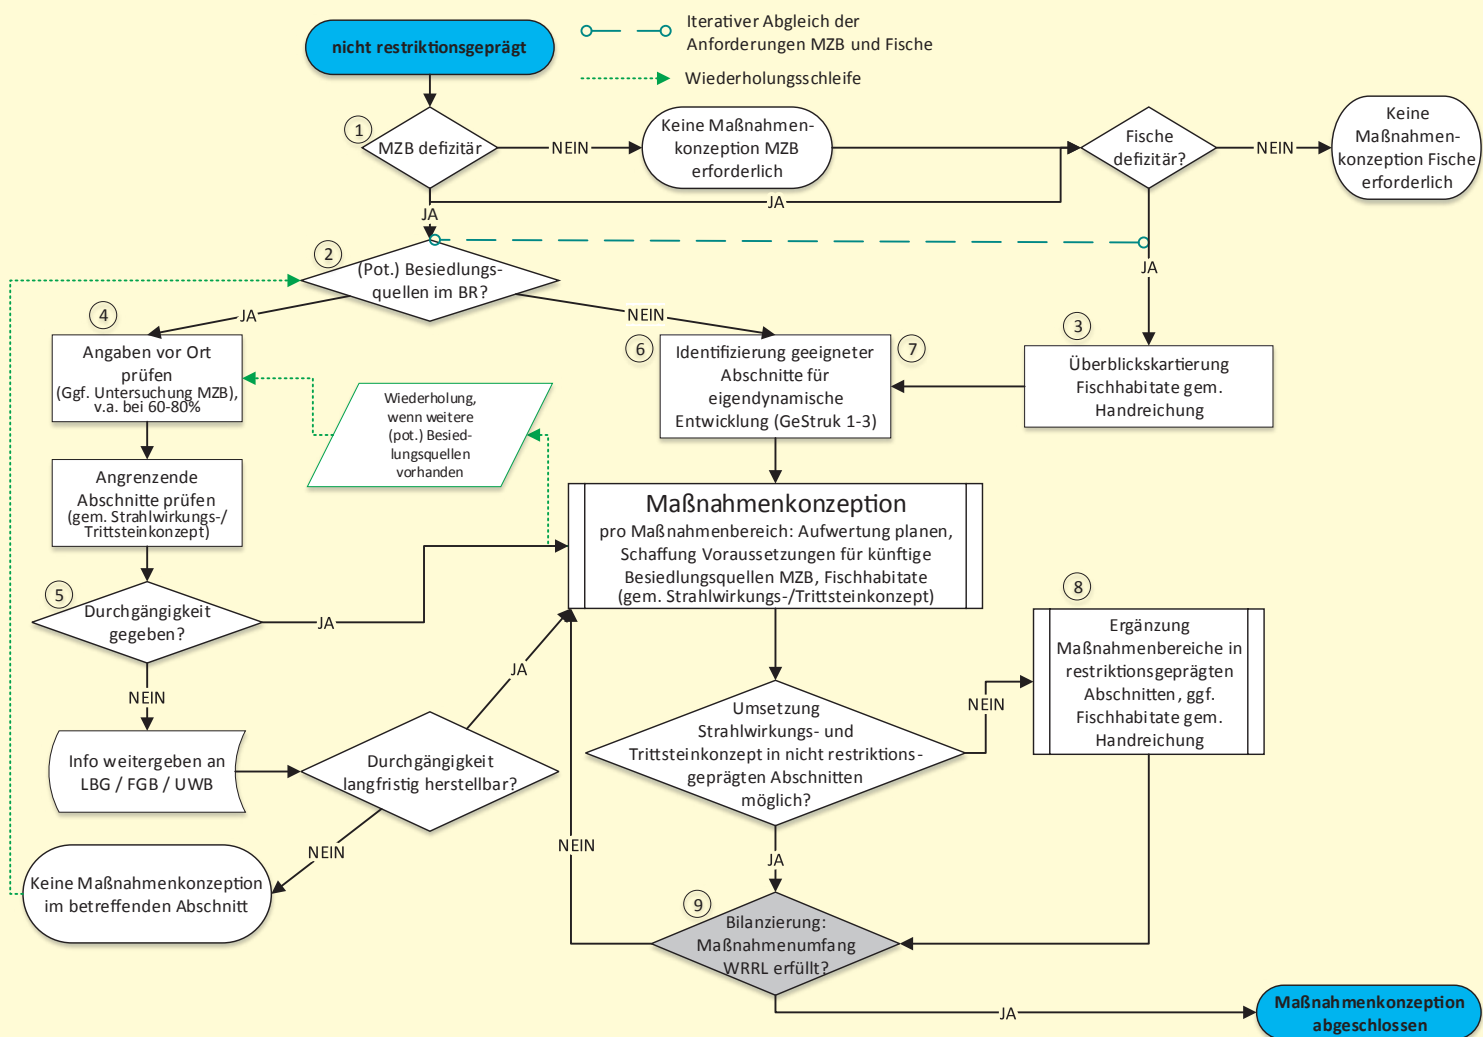 nicht restriktionsgeprägt
Iterativer Abgleich der
Anforderungen MZB und Fische
Wiederholungsschleife
1
MZB defizitär
NEIN
Keine Maßnahmen-
konzeption MZB
erforderlich
Fische
defizitär?
NEIN
Keine
Maßnahmen-
konzeption Fische
erforderlich
JA
JA
2
(Pot.) Besiedlungs-
quellen im BR?
JA
JA
NEIN
4
Angaben vor Ort
prüfen
(Ggf. Untersuchung MZB),
v.a. bei 60-80%
6
Identifizierung geeigneter
Abschnitte für
eigendynamische
Entwicklung (GeStruk 1-3)
7
3
Überblickskartierung
Fischhabitate gem.
Handreichung
Wiederholung,
wenn weitere
(pot.) Besied-
lungsquellen
vorhanden
Angrenzende
Abschnitte prüfen
(gem. Strahlwirkungs-/
Trittsteinkonzept)
Maßnahmenkonzeption
pro Maßnahmenbereich: Aufwertung planen,
Schaffung Voraussetzungen für künftige
Besiedlungsquellen MZB, Fischhabitate
(gem. Strahlwirkungs-/Trittsteinkonzept)
5
Durchgängigkeit
gegeben?
JA
NEIN
8
Ergänzung
Maßnahmenbereiche in
restriktionsgeprägten
Abschnitten, ggf.
Fischhabitate gem.
Handreichung
JA
NEIN
Info weitergeben an
LBG / FGB / UWB
Durchgängigkeit
langfristig herstellbar?
Umsetzung
Strahlwirkungs- und
Trittsteinkonzept in nicht restriktions-
geprägten Abschnitten
möglich?
NEIN
NEIN
JA
Keine Maßnahmenkonzeption
im betreffenden Abschnitt
9
Bilanzierung:
Maßnahmenumfang
WRRL erfüllt?
JA
Maßnahmenkonzeption
abgeschlossen